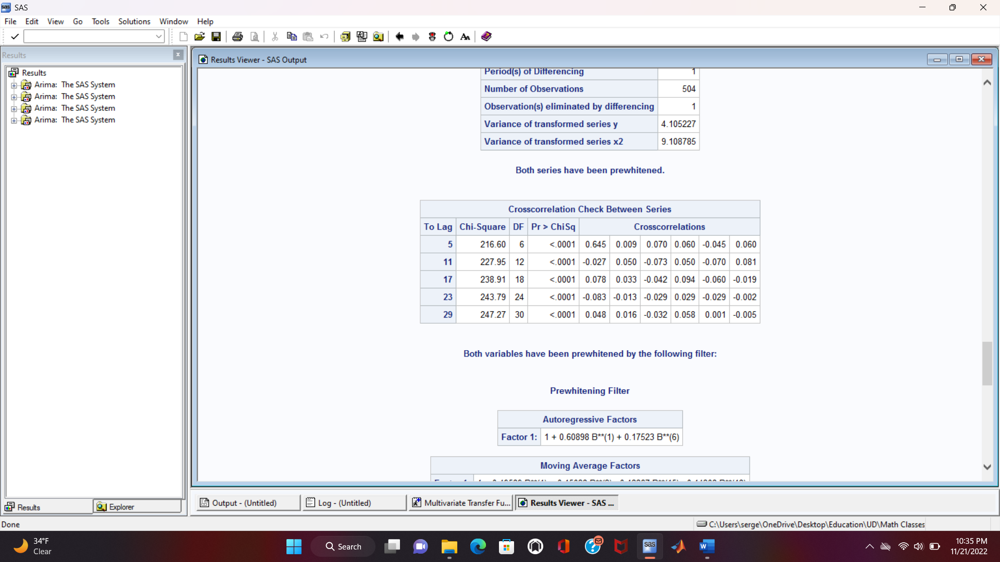 SAS
File Edit View Go Tools Solutions Window Help
Results
Results
Arima: The SAS System
Arima: The SAS System
Arima: The SAS System
Arima: The SAS System
Results Viewer - SAS Output
Period(s) of Differencing 1
Number of Observations 504
Observation(s) eliminated by differencing 1
Variance of transformed series y 4.105227
Variance of transformed series x2 9.108785
Both series have been prewhitened.
Crosscorrelation Check Between Series
To Lag Chi-Square DF Pr > ChiSq Crosscorrelations
5 216.60 6 <.0001 0.645 0.009 0.070 0.060 -0.045 0.060
11 227.95 12 <.0001 -0.027 0.050 -0.073 0.050 -0.070 0.081
17 238.91 18 <.0001 0.078 0.033 -0.042 0.094 -0.060 -0.019
23 243.79 24 <.0001 -0.083 -0.013 -0.029 0.029 -0.029 -0.002
29 247.27 30 <.0001 0.048 0.016 -0.032 0.058 0.001 -0.005
Both variables have been prewhitened by the following filter:
Prewhitening Filter
Autoregressive Factors
Factor 1: 1 + 0.60898 B**(1) + 0.17523 B**(6)
Moving Average Factors
Results Explorer
Output - (Untitled) Log - (Untitled) Multivariate Transfer Fu... Results Viewer - SAS ...
Done C:\Users\serge\OneDrive\Desktop\Education\UD\Math Classes
34°F
Clear
Search
sas
10:35 PM
11/21/2022